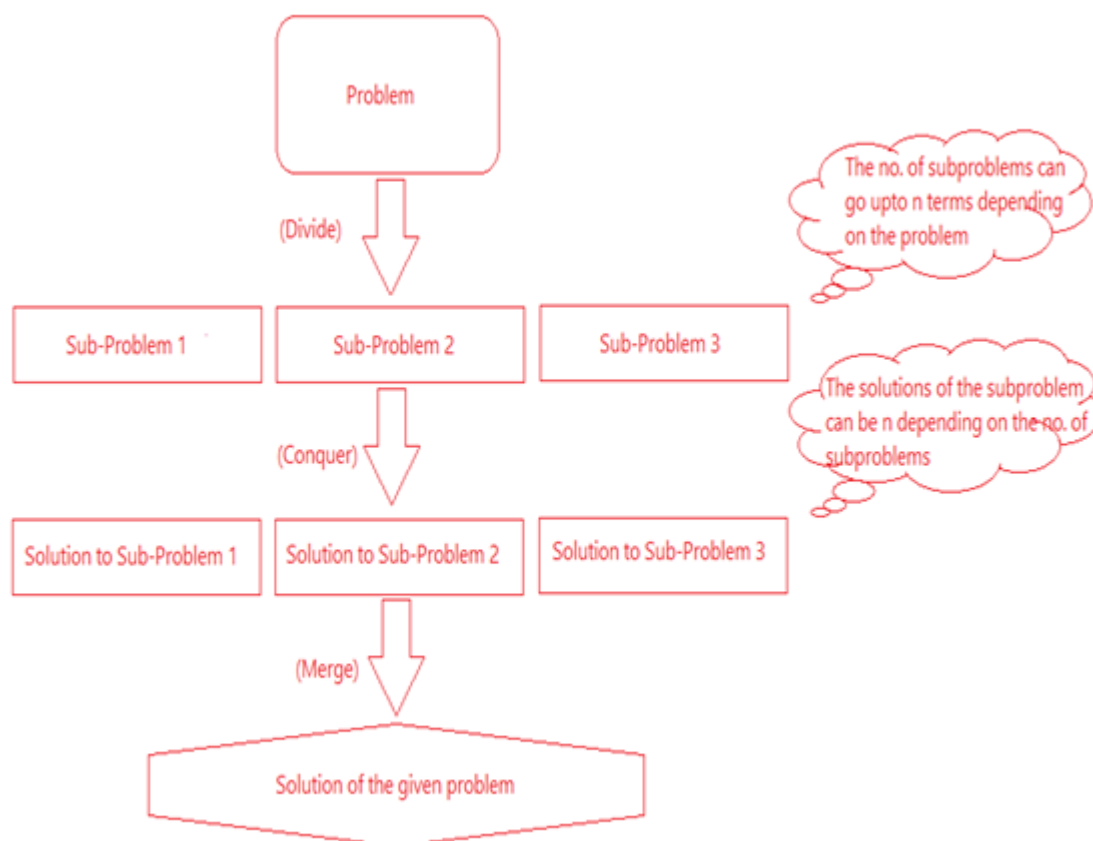 Problem
The no. of subproblems can
go upto n terms depending
on the problem
(Divide)
Sub-Problem 1
Sub-Problem 2
Sub-Problem 3
The solutions of the subproblem
can be n depending on the no. of
subproblems
(Conquer)
Solution to Sub-Problem 1
Solution to Sub-Problem 2
Solution to Sub-Problem 3
(Merge)
Solution of the given problem